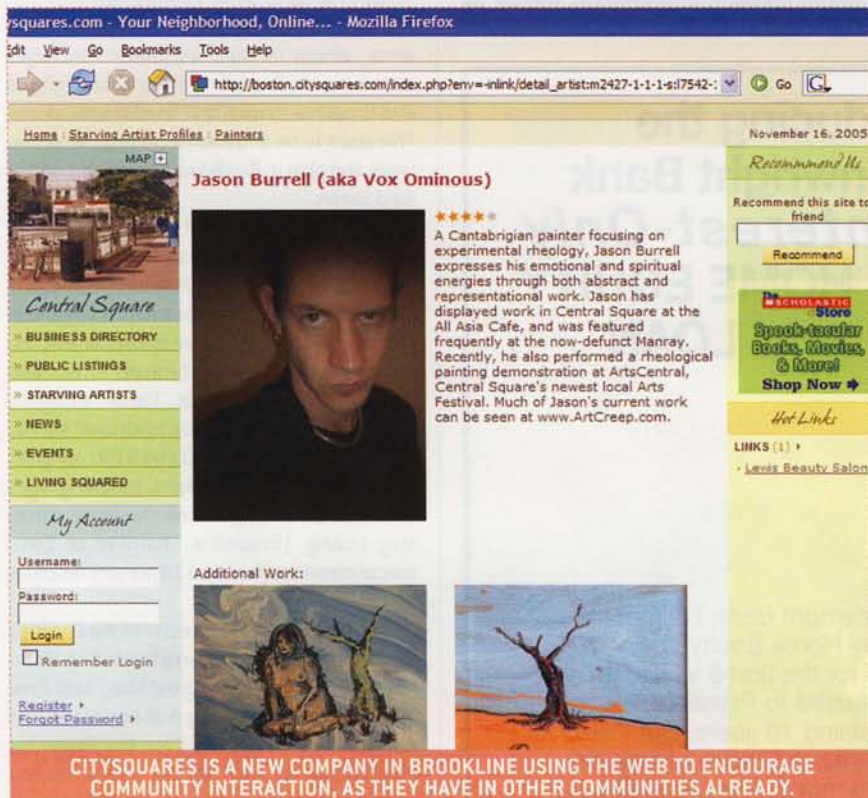 ysquares.com - Your Neighborhood, Online... - Mozilla Firefox
Edit View Go Bookmarks Tools Help
http://boston.citysquares.com/index.php?env=-inlink/detail_artist:m2427-1-1-1-s:l7542-: Go
Home Starving Artist Profiles Painters
November 16, 2005
MAP
Central Square
» BUSINESS DIRECTORY
» PUBLIC LISTINGS
» STARVING ARTISTS
» NEWS
» EVENTS
» LIVING SQUARED
My Account
Username:
Password:
Login
Remember Login
Register
Forgot Password
Jason Burrell (aka Vox Ominous)
A Cantabrigian painter focusing on
experimental rheology, Jason Burrell
expresses his emotional and spiritual
energies through both abstract and
representational work. Jason has
displayed work in Central Square at the
All Asia Cafe, and was featured
frequently at the now-defunct Manray.
Recently, he also performed a rheological
painting demonstration at ArtsCentral,
Central Square's newest local Arts
Festival. Much of Jason's current work
can be seen at www.ArtCreep.com.
Additional Work:
Recommend Us
Recommend this site to
friend
Recommend
The
SCHOLASTIC
Store
Spook-tacular
Books, Movies,
& More!
Shop Now
Hot Links
LINKS (1)
Lewis Beauty Salon
CITYSQUARES IS A NEW COMPANY IN BROOKLINE USING THE WEB TO ENCOURAGE
COMMUNITY INTERACTION, AS THEY HAVE IN OTHER COMMUNITIES ALREADY.